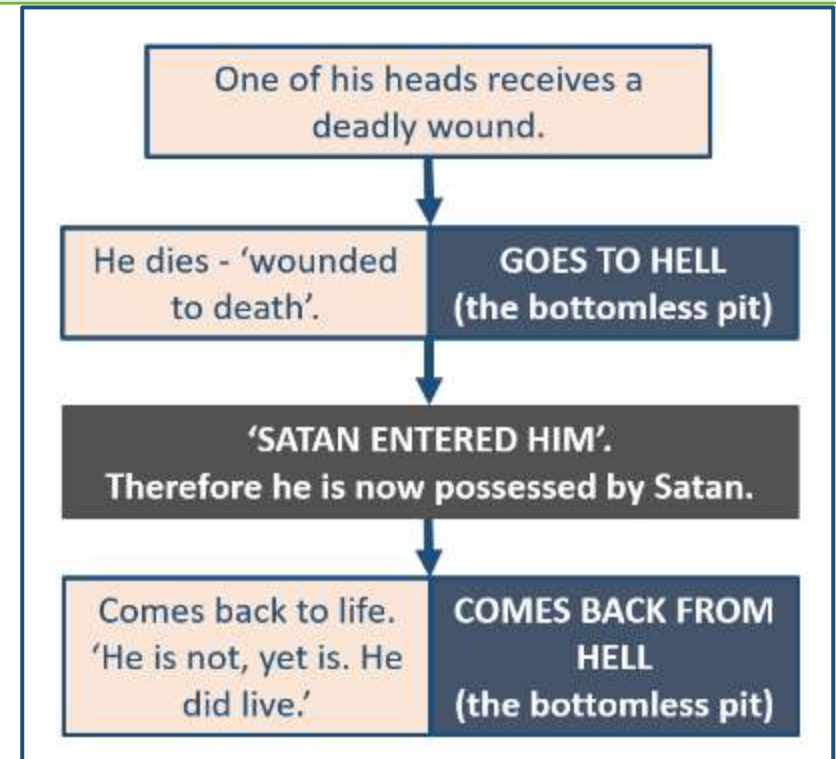 One of his heads receives a
deadly wound.
He dies - ‘wounded
to death’.
GOES TO HELL
(the bottomless pit)
‘SATAN ENTERED HIM’.
Therefore he is now possessed by Satan.
Comes back to life.
‘He is not, yet is. He
did live.’
COMES BACK FROM
HELL
(the bottomless pit)